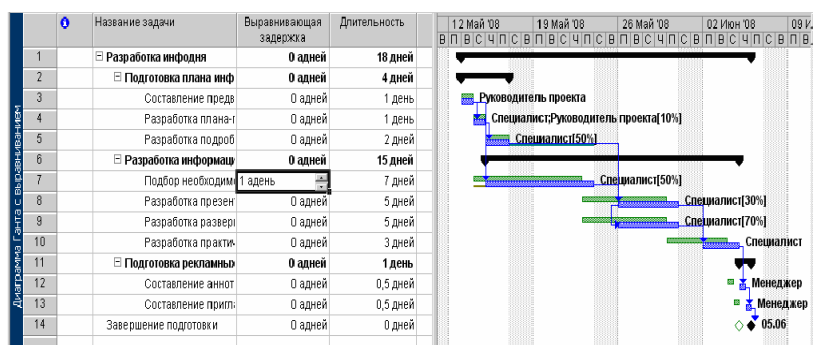 Название задачи Выравнивающая задержка Длительность 12 Май '08 19 Май '08 26 Май '08 02 Июн '08 09 И
В П В С Ч П С В П В С Ч П С В П В С Ч П С В П В С Ч П С В П В
Диаграмма Ганта с выравниванием
1 Разработка инфодня 0 адней 18 дней
2 Подготовка плана инф 0 адней 4 дней
3 Составление предв 0 адней 1 день Руководитель проекта
4 Разработка плана-г 0 адней 1 день Специалист;Руководитель проекта[10%]
5 Разработка подроб 0 адней 2 дней Специалист[50%]
6 Разработка информаци 0 адней 15 дней
7 Подбор необходимо 1 адень 7 дней Специалист[50%]
8 Разработка презен 0 адней 5 дней Специалист[30%]
9 Разработка развер 0 адней 5 дней Специалист[70%]
10 Разработка практич 0 адней 3 дней Специалист
11 Подготовка рекламных 0 адней 1 день
12 Составление аннот 0 адней 0,5 дней Менеджер
13 Составление пригл 0 адней 0,5 дней Менеджер
14 Завершение подготовки 0 адней 0 дней 05.06